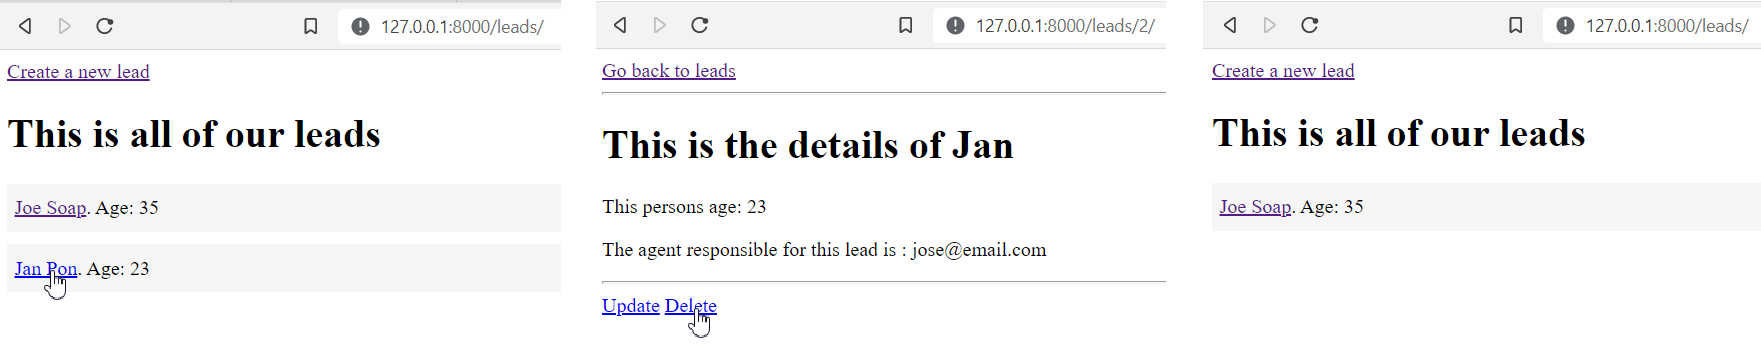 127.0.0.1:8000/leads/
Create a new lead
This is all of our leads
Joe Soap. Age: 35
Jan Pon. Age: 23
127.0.0.1:8000/leads/2/
Go back to leads
This is the details of Jan
This persons age: 23
The agent responsible for this lead is : jose@email.com
Update Delete
127.0.0.1:8000/leads/
Create a new lead
This is all of our leads
Joe Soap. Age: 35